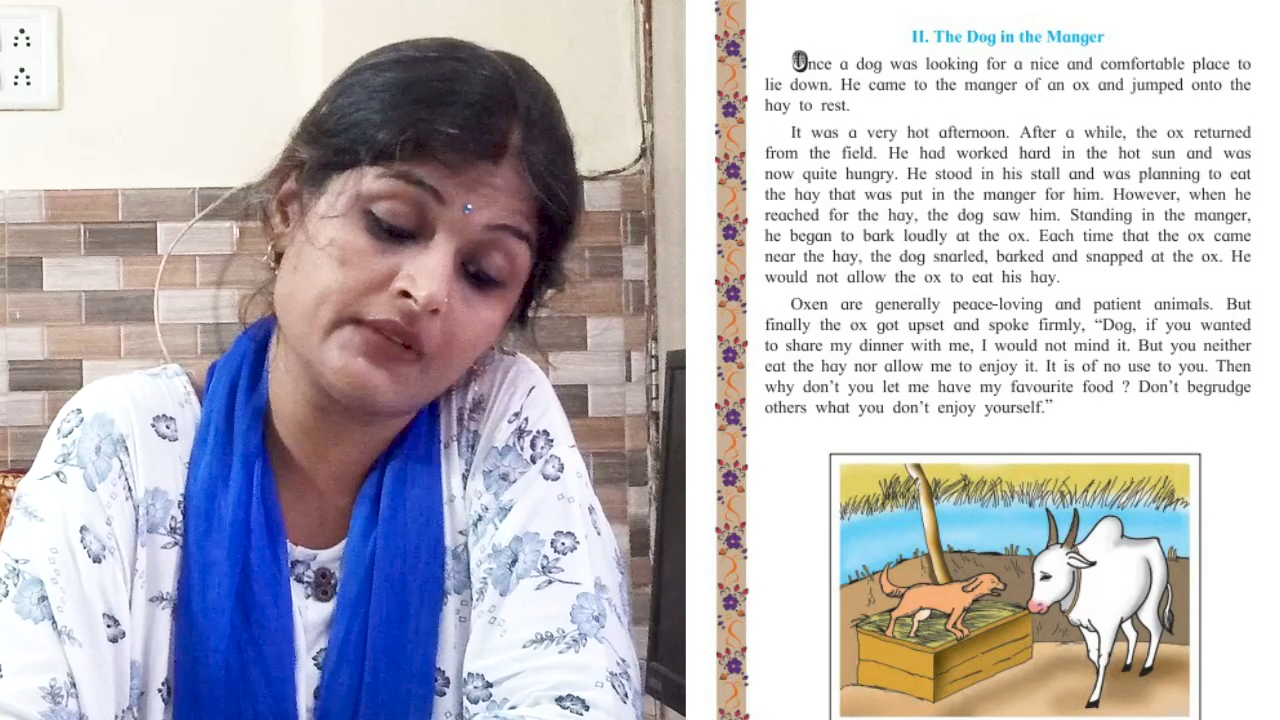 II. The Dog in the Manger
Once a dog was looking for a nice and comfortable place to
lie down. He came to the manger of an ox and jumped onto the
hay to rest.
It was a very hot afternoon. After a while, the ox returned
from the field. He had worked hard in the hot sun and was
now quite hungry. He stood in his stall and was planning to eat
the hay that was put in the manger for him. However, when he
reached for the hay, the dog saw him. Standing in the manger,
he began to bark loudly at the ox. Each time that the ox came
near the hay, the dog snarled, barked and snapped at the ox. He
would not allow the ox to eat his hay.
Oxen are generally peace-loving and patient animals. But
finally the ox got upset and spoke firmly, “Dog, if you wanted
to share my dinner with me, I would not mind it. But you neither
eat the hay nor allow me to enjoy it. It is of no use to you. Then
why don’t you let me have my favourite food ? Don’t begrudge
others what you don’t enjoy yourself.”